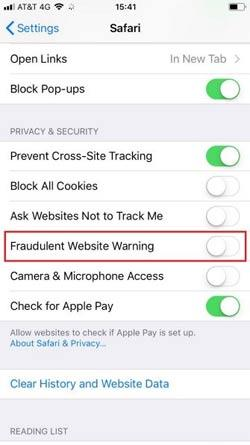 AT&T 4G 15:41
Settings Safari
Open Links In New Tab
Block Pop-ups
PRIVACY & SECURITY
Prevent Cross-Site Tracking
Block All Cookies
Ask Websites Not to Track Me
Fraudulent Website Warning
Camera & Microphone Access
Check for Apple Pay
Allow websites to check if Apple Pay is set up.
About Safari & Privacy...
Clear History and Website Data
READING LIST